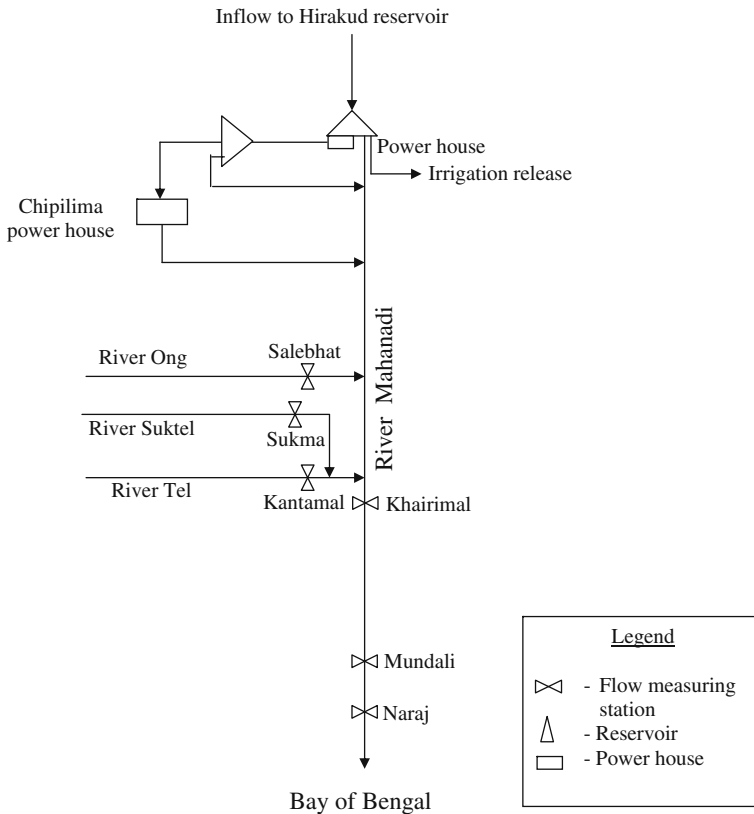 Inflow to Hirakud reservoir
Power house
Irrigation release
Chipilima
power house
River Mahanadi
River Ong
Salebhat
River Suktel
Sukma
River Tel
Kantamal
Khairimal
Mundali
Naraj
Bay of Bengal
Legend
- Flow measuring
station
- Reservoir
- Power house